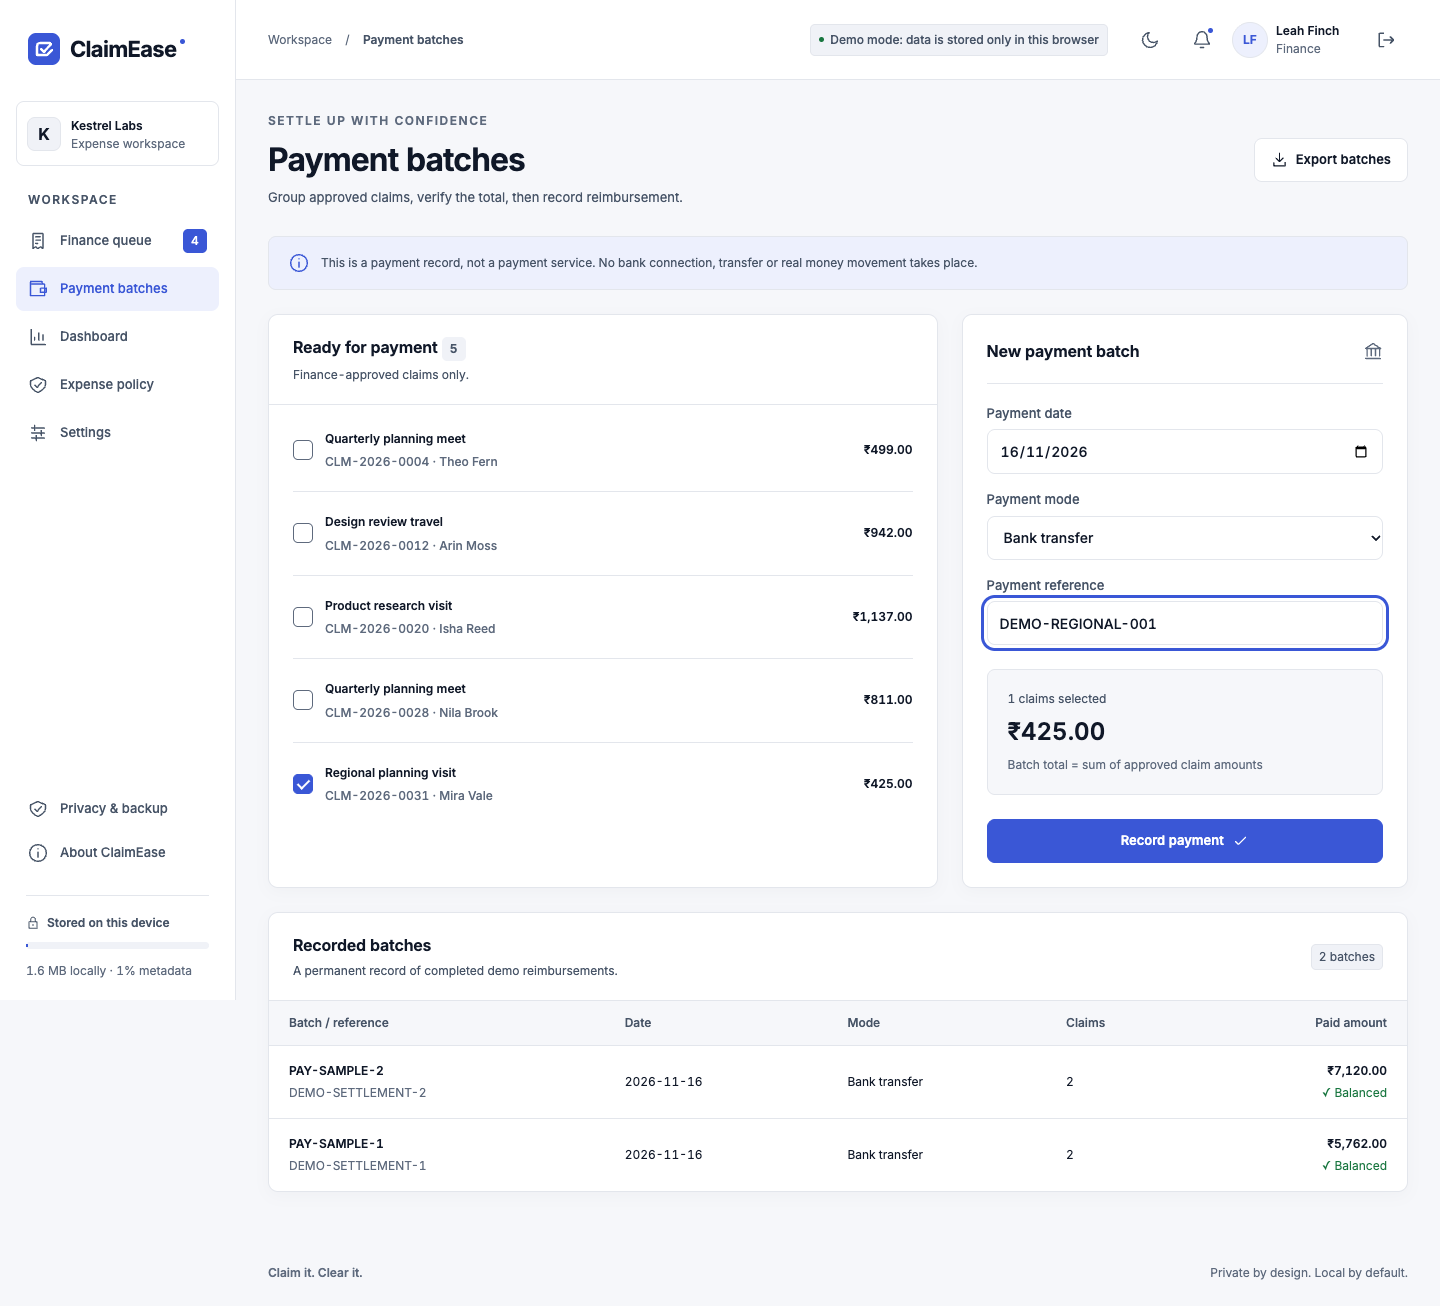 ClaimEase
K
Kestrel Labs
Expense workspace
WORKSPACE
Finance queue 4
Payment batches
Dashboard
Expense policy
Settings
Privacy & backup
About ClaimEase
Stored on this device
1.6 MB locally · 1% metadata
Workspace / Payment batches
Demo mode: data is stored only in this browser
LF
Leah Finch
Finance
SETTLE UP WITH CONFIDENCE
Payment batches
Group approved claims, verify the total, then record reimbursement.
Export batches
This is a payment record, not a payment service. No bank connection, transfer or real money movement takes place.
Ready for payment 5
Finance-approved claims only.
Quarterly planning meet
CLM-2026-0004 · Theo Fern
₹499.00
Design review travel
CLM-2026-0012 · Arin Moss
₹942.00
Product research visit
CLM-2026-0020 · Isha Reed
₹1,137.00
Quarterly planning meet
CLM-2026-0028 · Nila Brook
₹811.00
Regional planning visit
CLM-2026-0031 · Mira Vale
₹425.00
New payment batch
Payment date
16/11/2026
Payment mode
Bank transfer
Payment reference
DEMO-REGIONAL-001
1 claims selected
₹425.00
Batch total = sum of approved claim amounts
Record payment ✓
Recorded batches
A permanent record of completed demo reimbursements.
2 batches
Batch / reference Date Mode Claims Paid amount
PAY-SAMPLE-2
DEMO-SETTLEMENT-2
2026-11-16
Bank transfer
2
₹7,120.00
✓ Balanced
PAY-SAMPLE-1
DEMO-SETTLEMENT-1
2026-11-16
Bank transfer
2
₹5,762.00
✓ Balanced
Claim it. Clear it.
Private by design. Local by default.